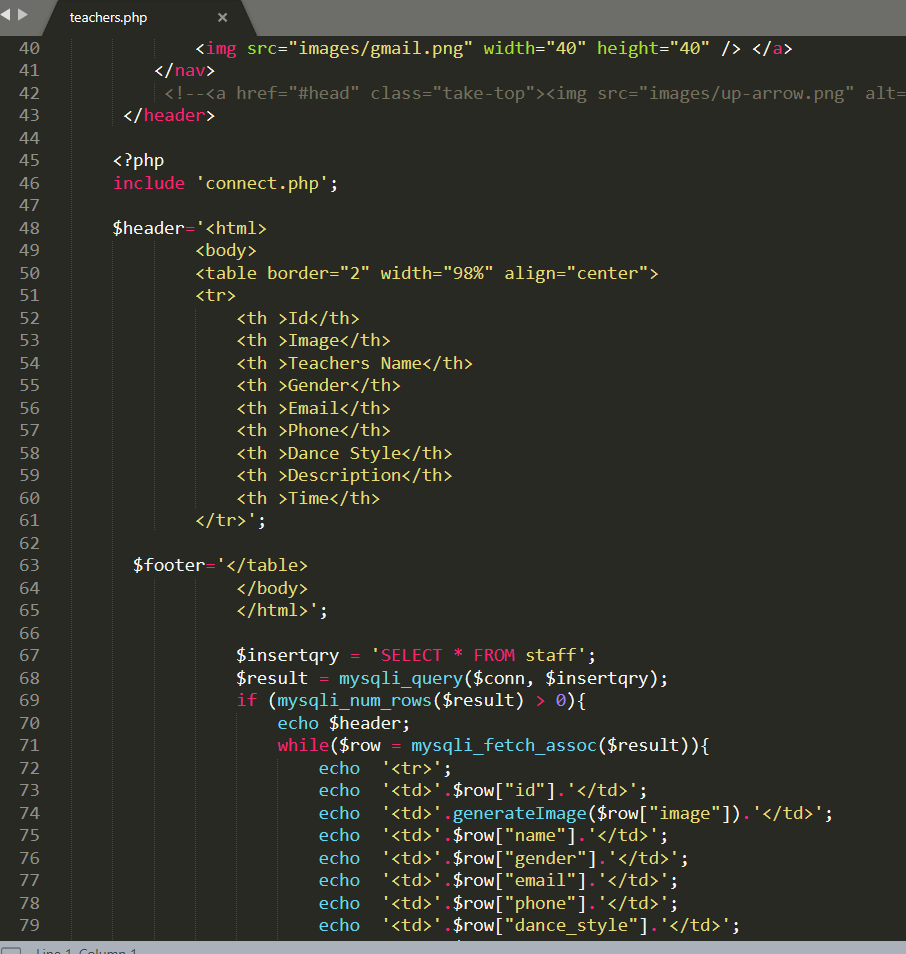 teachers.php ×
40 <img src="images/gmail.png" width="40" height="40" /> </a>
41 </nav>
42 <!--<a href="#head" class="take-top"><img src="images/up-arrow.png" alt=
43 </header>
44
45 <?php
46 include 'connect.php';
47
48 $header='<html>
49 <body>
50 <table border="2" width="98%" align="center">
51 <tr>
52 <th >Id</th>
53 <th >Image</th>
54 <th >Teachers Name</th>
55 <th >Gender</th>
56 <th >Email</th>
57 <th >Phone</th>
58 <th >Dance Style</th>
59 <th >Description</th>
60 <th >Time</th>
61 </tr>';
62
63 $footer='</table>
64 </body>
65 </html>';
66
67 $insertqry = 'SELECT * FROM staff';
68 $result = mysqli_query($conn, $insertqry);
69 if (mysqli_num_rows($result) > 0){
70 echo $header;
71 while($row = mysqli_fetch_assoc($result)){
72 echo '<tr>';
73 echo '<td>'.$row["id"].'</td>';
74 echo '<td>'.generateImage($row["image"]).'</td>';
75 echo '<td>'.$row["name"].'</td>';
76 echo '<td>'.$row["gender"].'</td>';
77 echo '<td>'.$row["email"].'</td>';
78 echo '<td>'.$row["phone"].'</td>';
79 echo '<td>'.$row["dance_style"].'</td>';
Line 1, Column 1